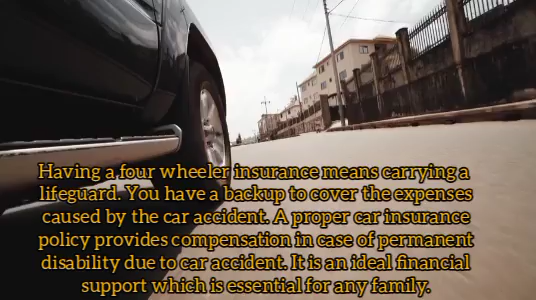 Having a four wheeler insurance means carrying a
lifeguard. You have a backup to cover the expenses
caused by the car accident. A proper car insurance
policy provides compensation in case of permanent
disability due to car accident. It is an ideal financial
support which is essential for any family.